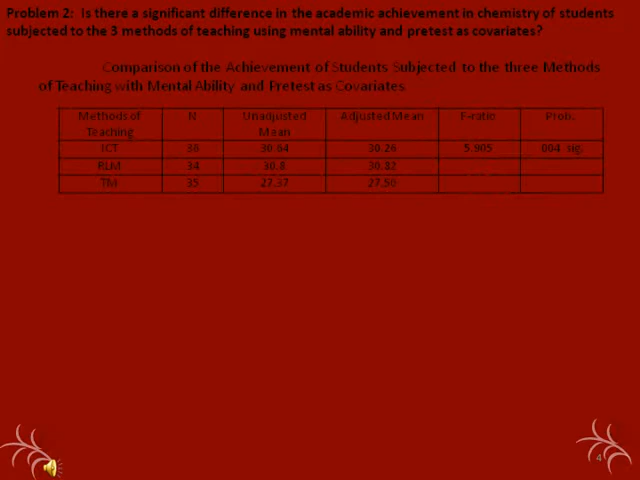 Problem 2: Is there a significant difference in the academic achievement in chemistry of students
subjected to the 3 methods of teaching using mental ability and pretest as covariates?
Comparison of the Achievement of Students Subjected to the three Methods
of Teaching with Mental Ability and Pretest as Covariates
Methods of Teaching N Unadjusted Mean Adjusted Mean F-ratio Prob.
ICT 36 30.64 30.26 5.905 004 sig.
RLM 34 30.8 30.82
TM 35 27.37 27.56
4